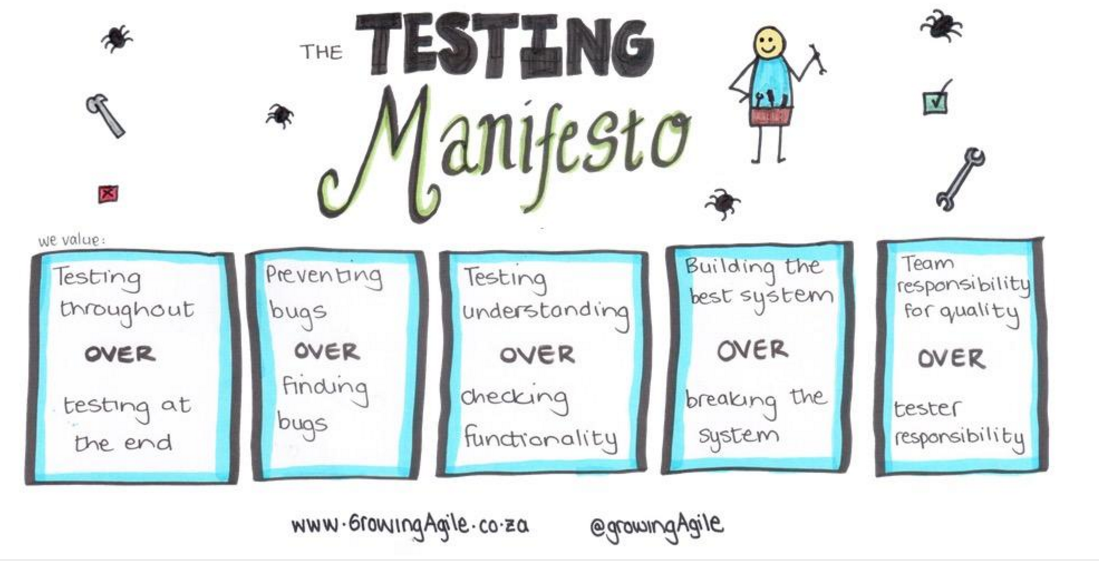 THE TESTING
Manifesto
we value:
Testing
throughout
OVER
testing at
the end
Preventing
bugs
OVER
finding
bugs
Testing
understanding
OVER
checking
functionality
Building the
best system
OVER
breaking the
system
Team
responsibility
for quality
OVER
tester
responsibility
www.GrowingAgile.co.za @growingAgile